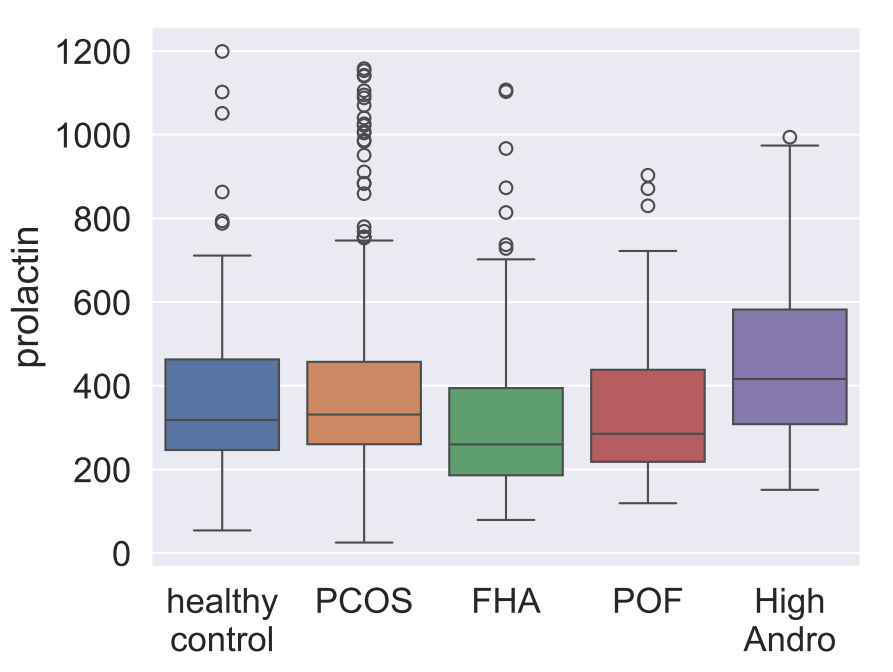 prolactin
1200
1000
800
600
400
200
0
healthy control
PCOS
FHA
POF
High Andro